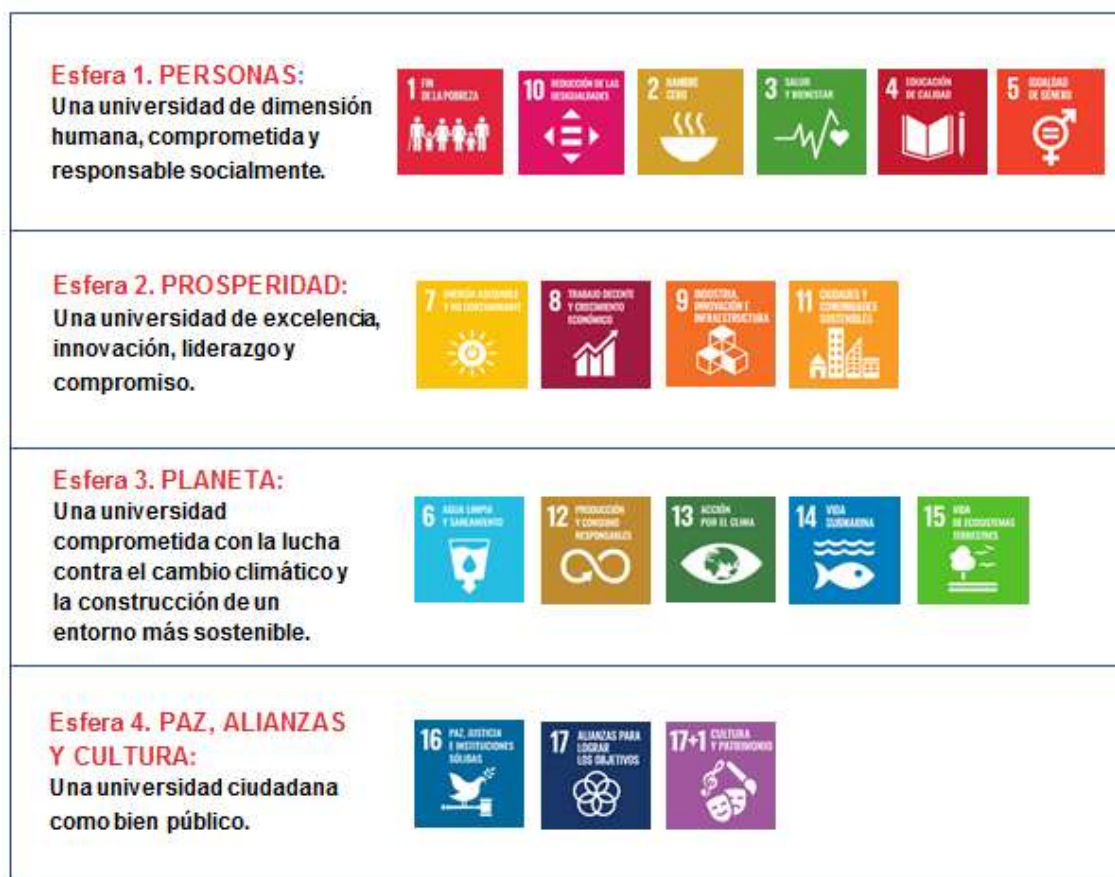 Esfera 1. PERSONAS:
Una universidad de dimensión
humana, comprometida y
responsable socialmente.
1 FIN
DE LA POBREZA
10 REDUCCIÓN DE LAS
DESIGUALDADES
2 HAMBRE
CERO
3 SALUD
Y BIENESTAR
4 EDUCACIÓN
DE CALIDAD
5 IGUALDAD
DE GÉNERO
Esfera 2. PROSPERIDAD:
Una universidad de excelencia,
innovación, liderazgo y
compromiso.
7 ENERGÍA ASEQUIBLE
Y NO CONTAMINANTE
8 TRABAJO DECENTE
Y CRECIMIENTO
ECONÓMICO
9 INDUSTRIA,
INNOVACIÓN E
INFRAESTRUCTURA
11 CIUDADES Y
COMUNIDADES
SOSTENIBLES
Esfera 3. PLANETA:
Una universidad
comprometida con la lucha
contra el cambio climático y
la construcción de un
entorno más sostenible.
6 AGUA LIMPIA
Y SANEAMIENTO
12 PRODUCCIÓN
Y CONSUMO
RESPONSABLES
13 ACCIÓN
POR EL CLIMA
14 VIDA
SUBMARINA
15 VIDA
DE ECOSISTEMAS
TERRESTRES
Esfera 4. PAZ, ALIANZAS
Y CULTURA:
Una universidad ciudadana
como bien público.
16 PAZ, JUSTICIA
E INSTITUCIONES
SÓLIDAS
17 ALIANZAS PARA
LOGRAR
LOS OBJETIVOS
17+1 CULTURA
Y PATRIMONIO